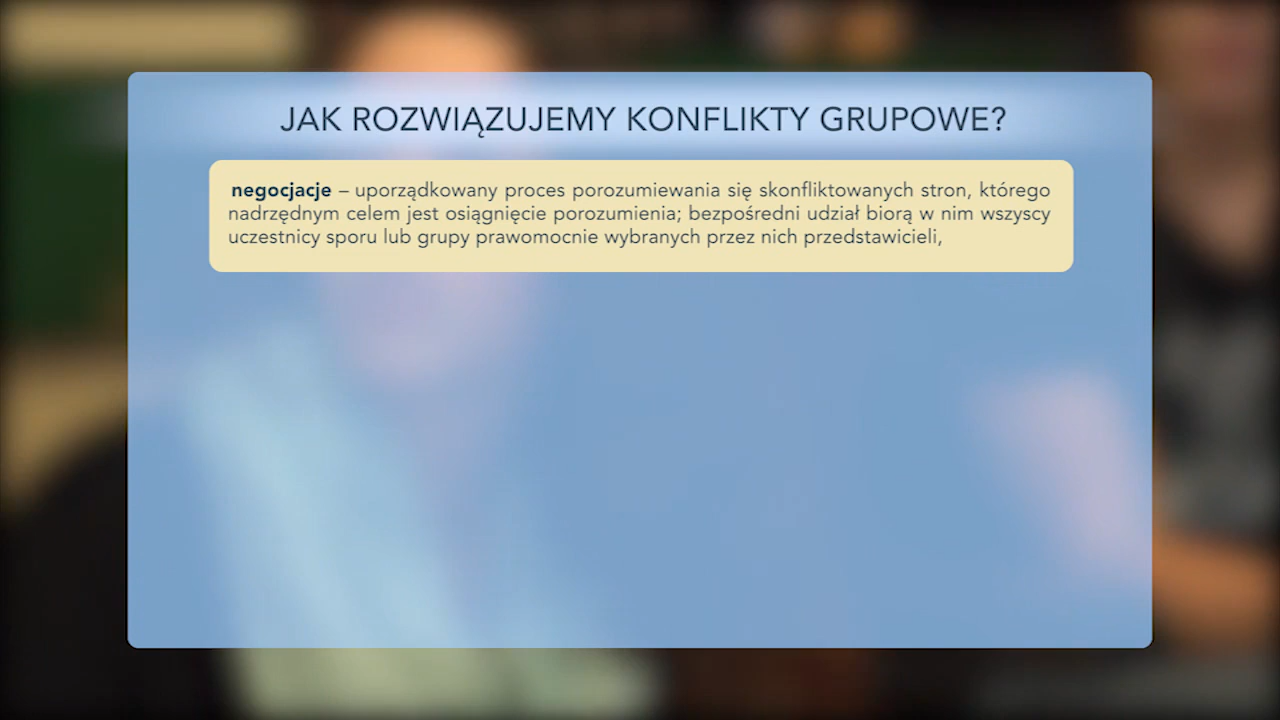 JAK ROZWIĄZUJEMY KONFLIKTY GRUPOWE?
negocjacje – uporządkowany proces porozumiewania się skonfliktowanych stron, którego
nadrzędnym celem jest osiągnięcie porozumienia; bezpośredni udział biorą w nim wszyscy
uczestnicy sporu lub grupy prawomocnie wybranych przez nich przedstawicieli,